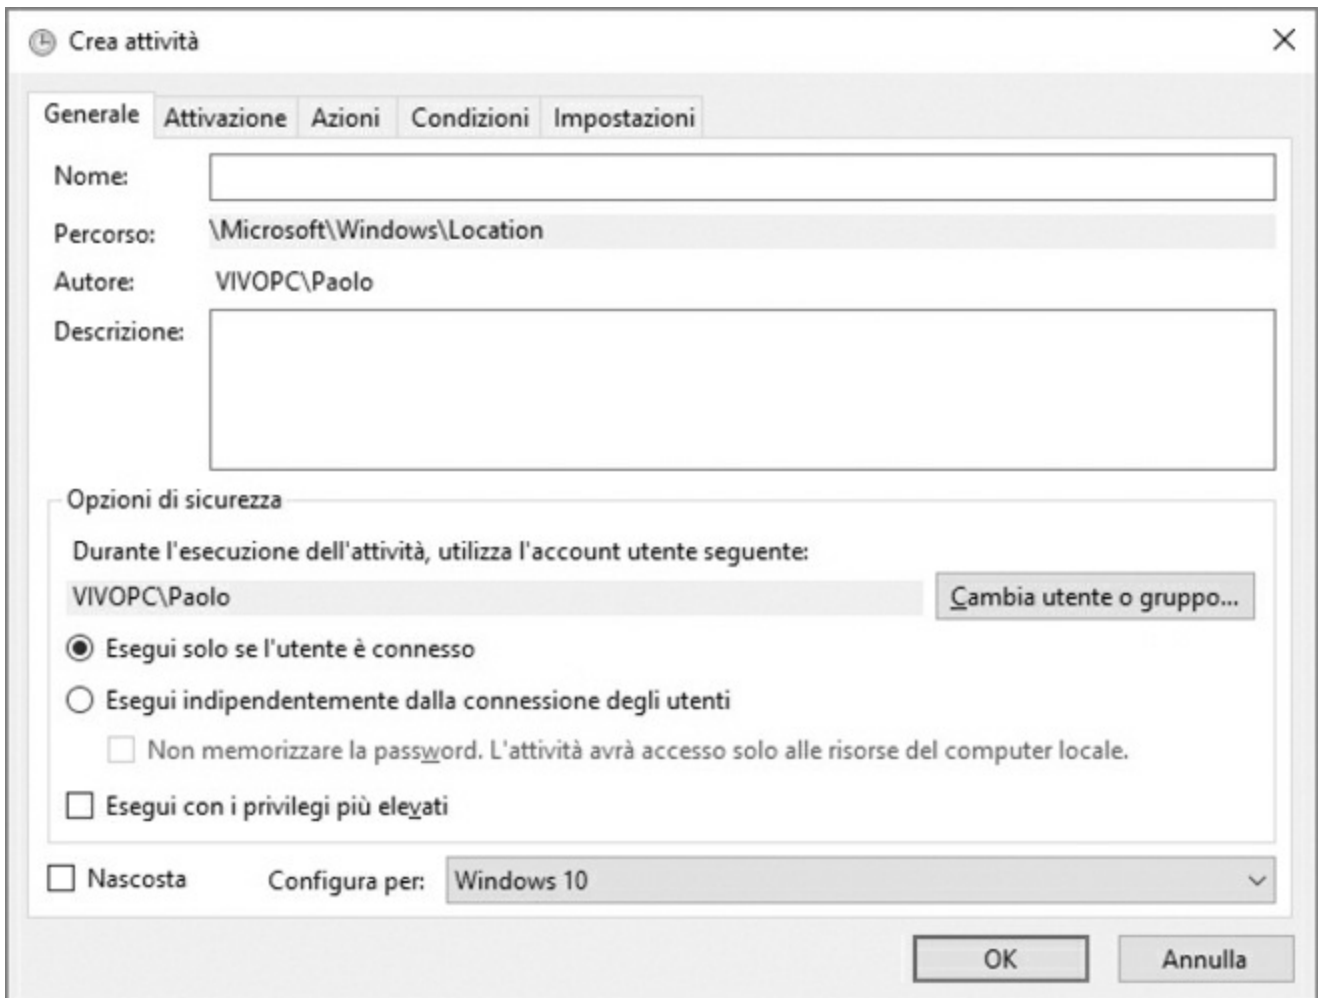 Crea attività
Generale Attivazione Azioni Condizioni Impostazioni
Nome:
Percorso: \Microsoft\Windows\Location
Autore: VIVOPC\Paolo
Descrizione:
Opzioni di sicurezza
Durante l'esecuzione dell'attività, utilizza l'account utente seguente:
VIVOPC\Paolo Cambia utente o gruppo...
Esegui solo se l'utente è connesso
Esegui indipendentemente dalla connessione degli utenti
Non memorizzare la password. L'attività avrà accesso solo alle risorse del computer locale.
Esegui con i privilegi più elevati
Nascosta Configura per: Windows 10
OK Annulla